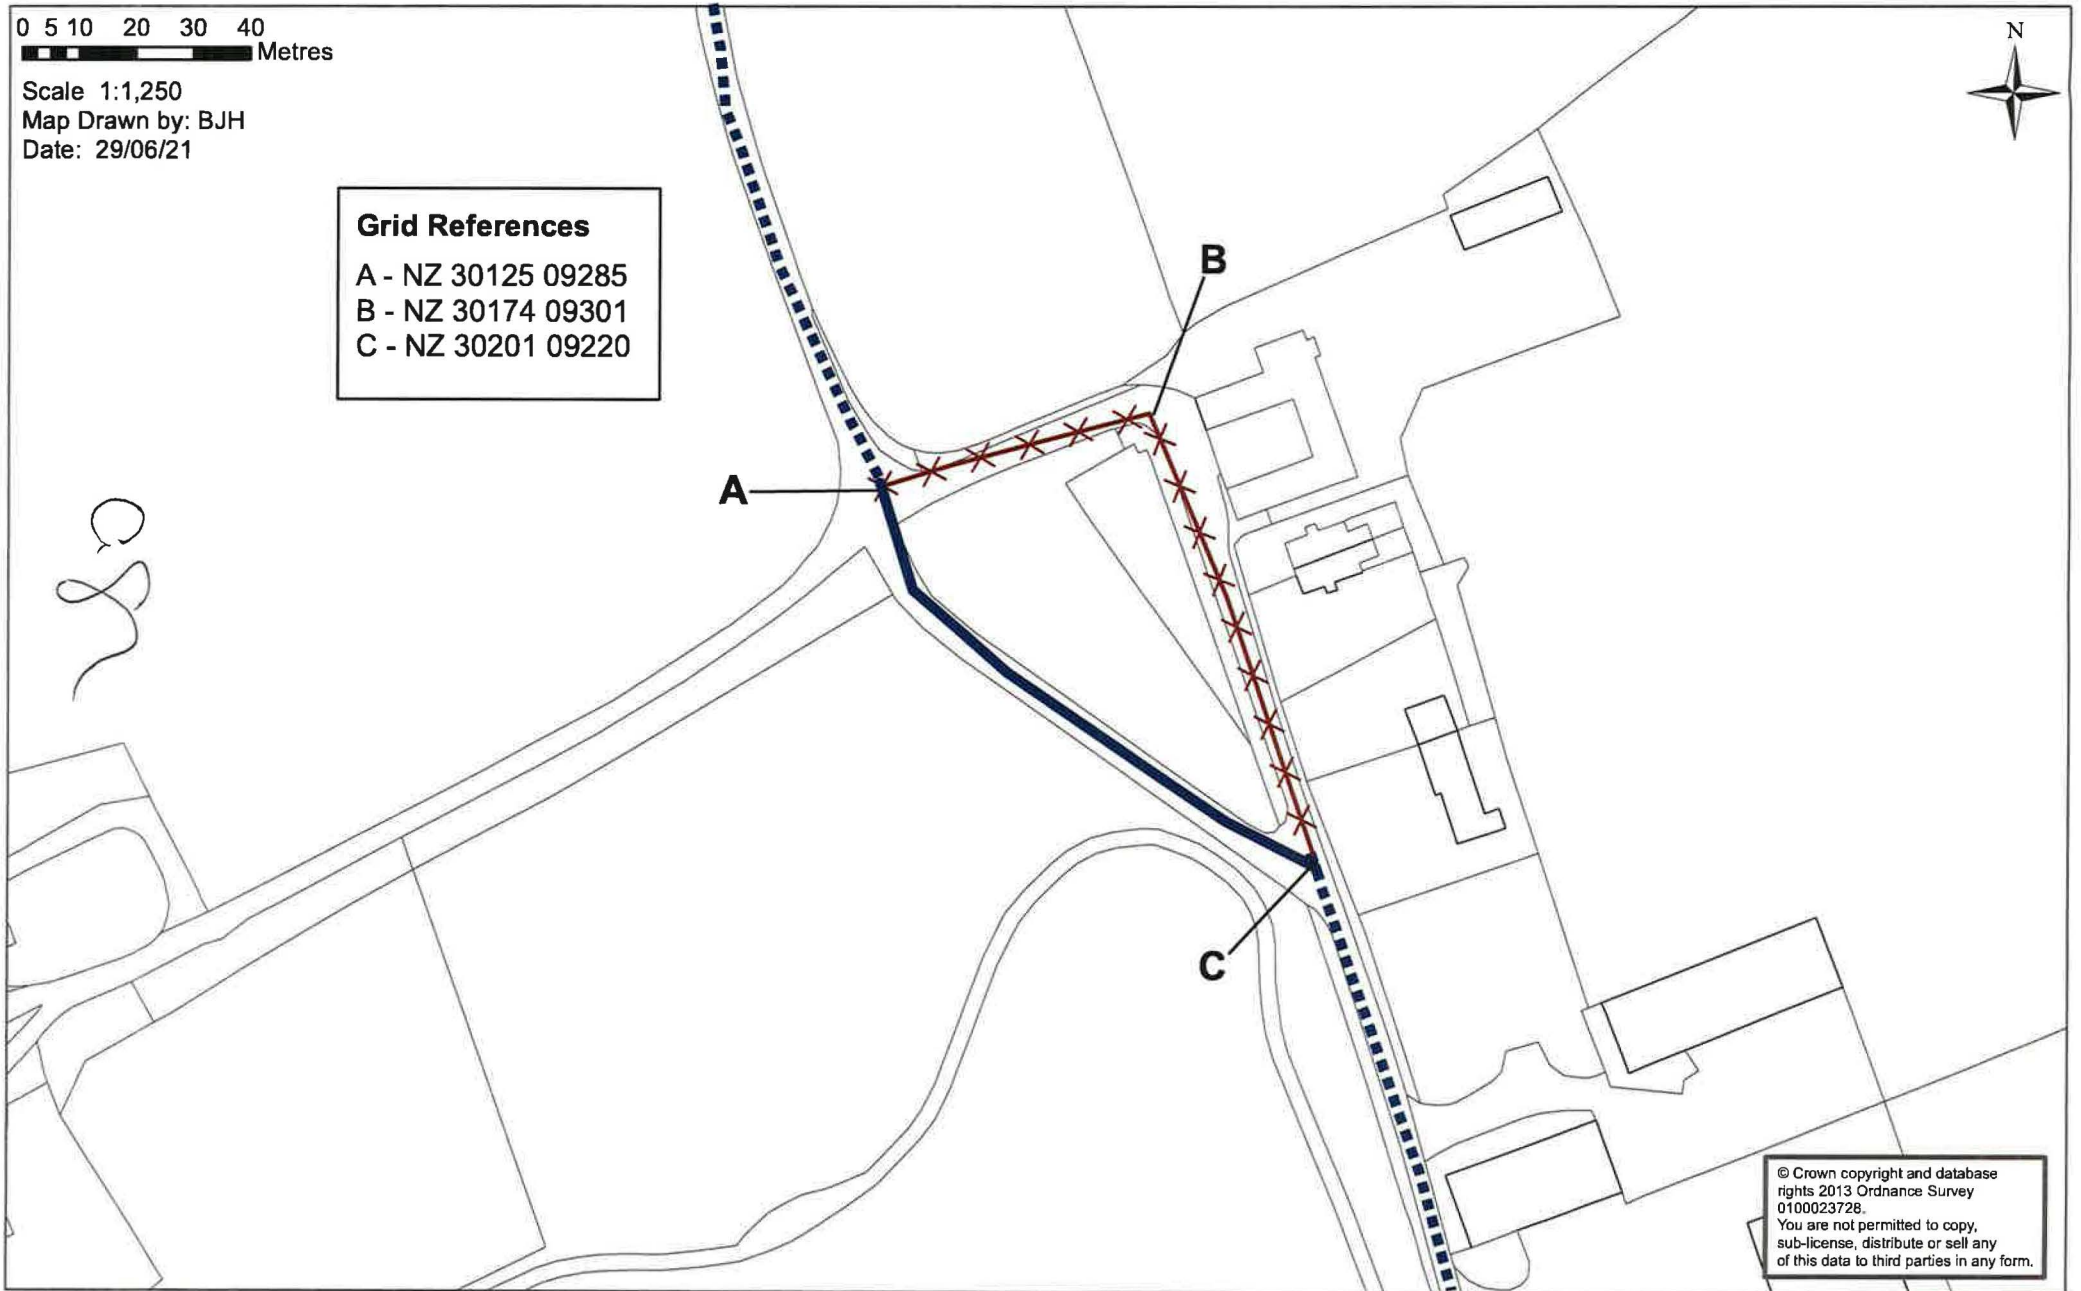 0 5 10 20 30 40
Metres
Scale 1:1,250
Map Drawn by: BJH
Date: 29/06/21
N
Grid References
A - NZ 30125 09285
B - NZ 30174 09301
C - NZ 30201 09220
B
A
C
© Crown copyright and database
rights 2013 Ordnance Survey
0100023728.
You are not permitted to copy,
sub-license, distribute or sell any
of this data to third parties in any form.